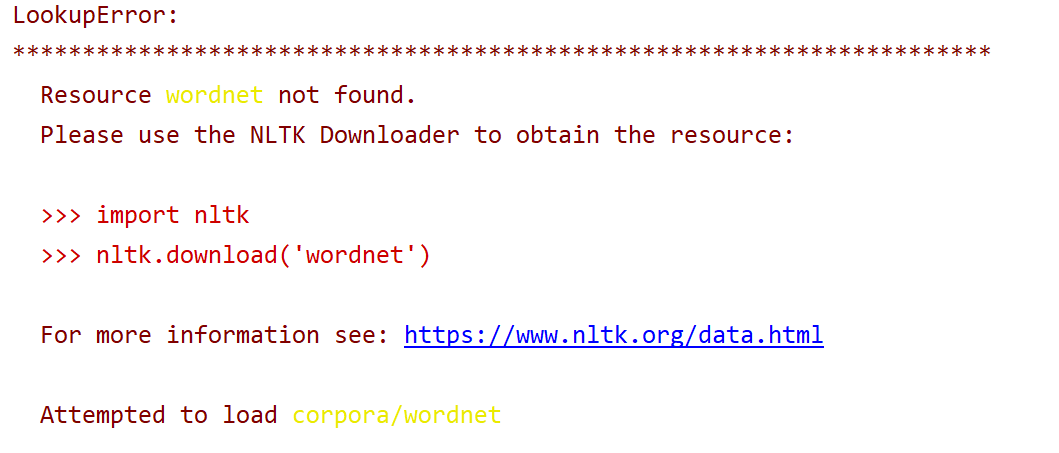 LookupError:
**********************************************************************
Resource wordnet not found.
Please use the NLTK Downloader to obtain the resource:
>>> import nltk
>>> nltk.download('wordnet')
For more information see: https://www.nltk.org/data.html
Attempted to load corpora/wordnet